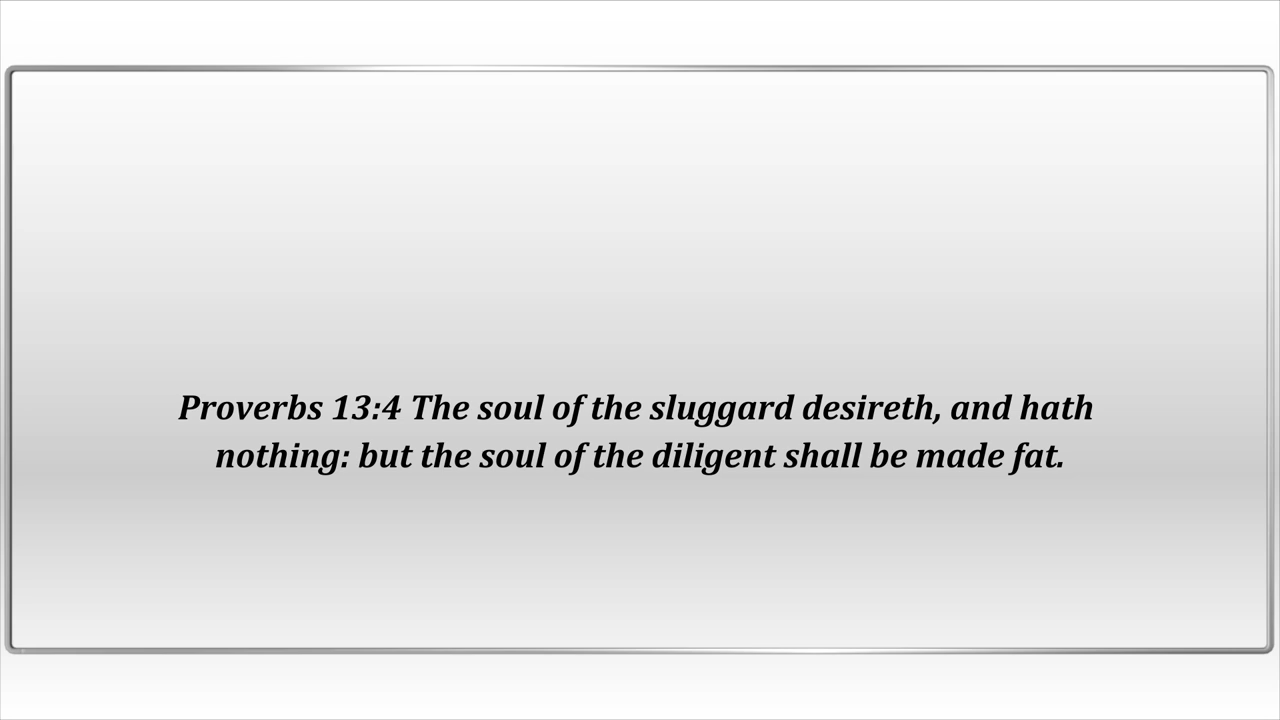 Proverbs 13:4 The soul of the sluggard desireth, and hath
nothing: but the soul of the diligent shall be made fat.